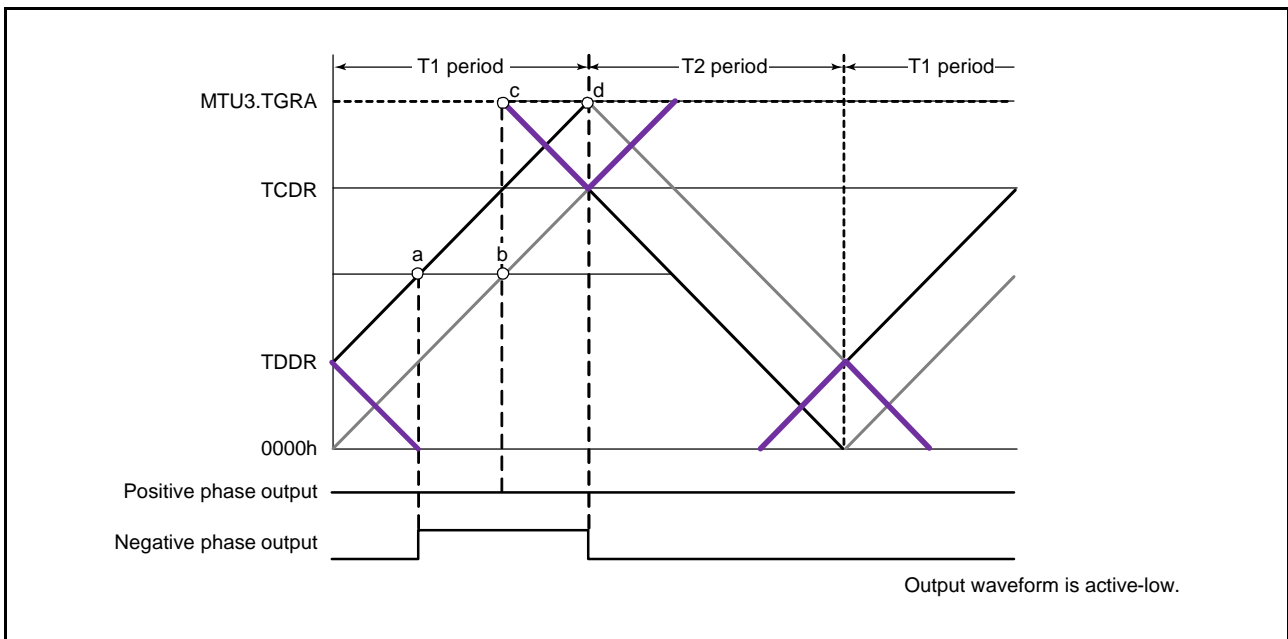 T1 period
T2 period
T1 period
MTU3.TGRA
c
d
TCDR
a
b
TDDR
0000h
Positive phase output
Negative phase output
Output waveform is active-low.